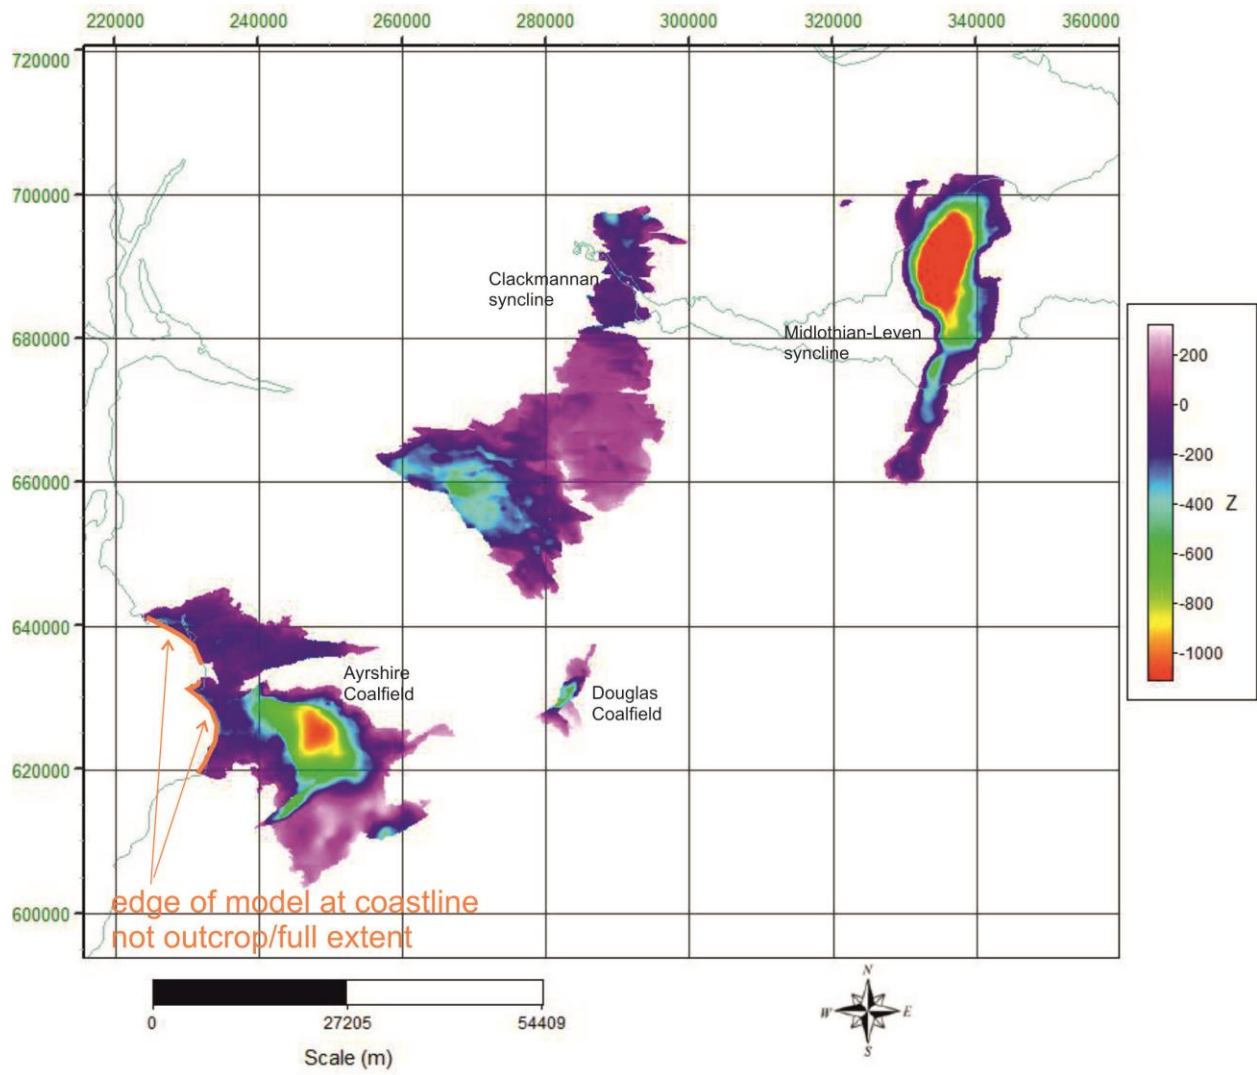 220000 240000 260000 280000 300000 320000 340000 360000
720000
700000
Clackmannan
syncline
Midlothian-Leven
syncline
680000
200
0
-200
-400 Z
-600
-800
-1000
660000
640000
Ayrshire
Coalfield
Douglas
Coalfield
620000
edge of model at coastline
not outcrop/full extent
600000
0 27205 54409
Scale (m)
N
W E
S